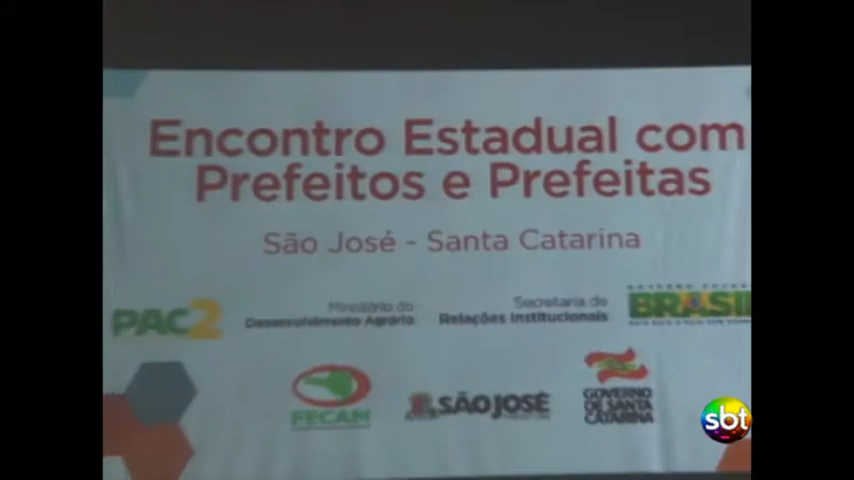 Encontro Estadual com
Prefeitos e Prefeitas
São José - Santa Catarina
PAC2
Ministério do
Desenvolvimento Agrário
Secretaria de
Relações Institucionais
BRASIL
FECAM
SÃO JOSÉ
GOVERNO
DE SANTA
CATARINA
sbt